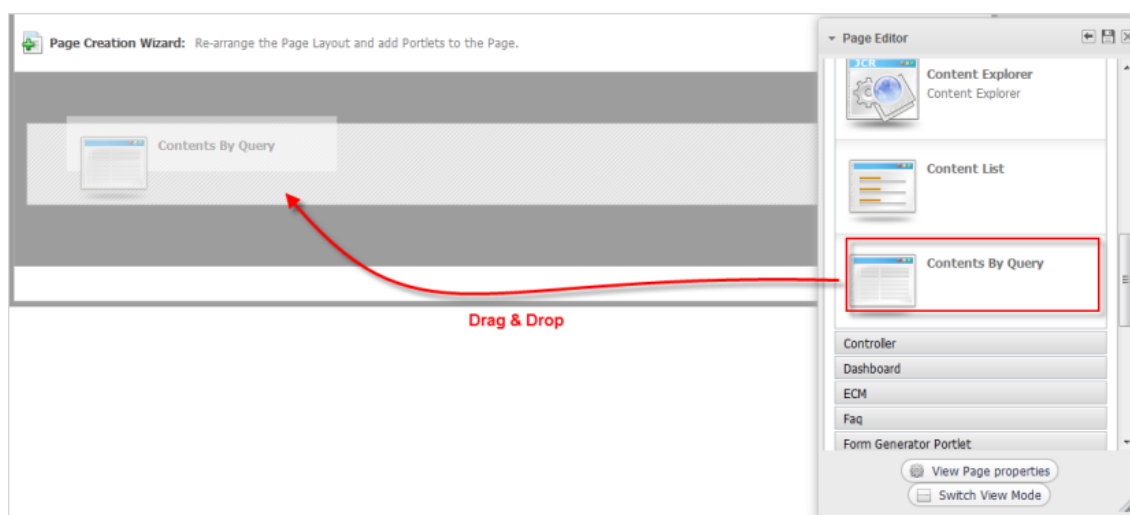 Page Creation Wizard: Re-arrange the Page Layout and add Portlets to the Page.
Contents By Query
Drag & Drop
Page Editor
JCR
Content Explorer
Content Explorer
Content List
Contents By Query
Controller
Dashboard
ECM
Faq
Form Generator Portlet
View Page properties
Switch View Mode